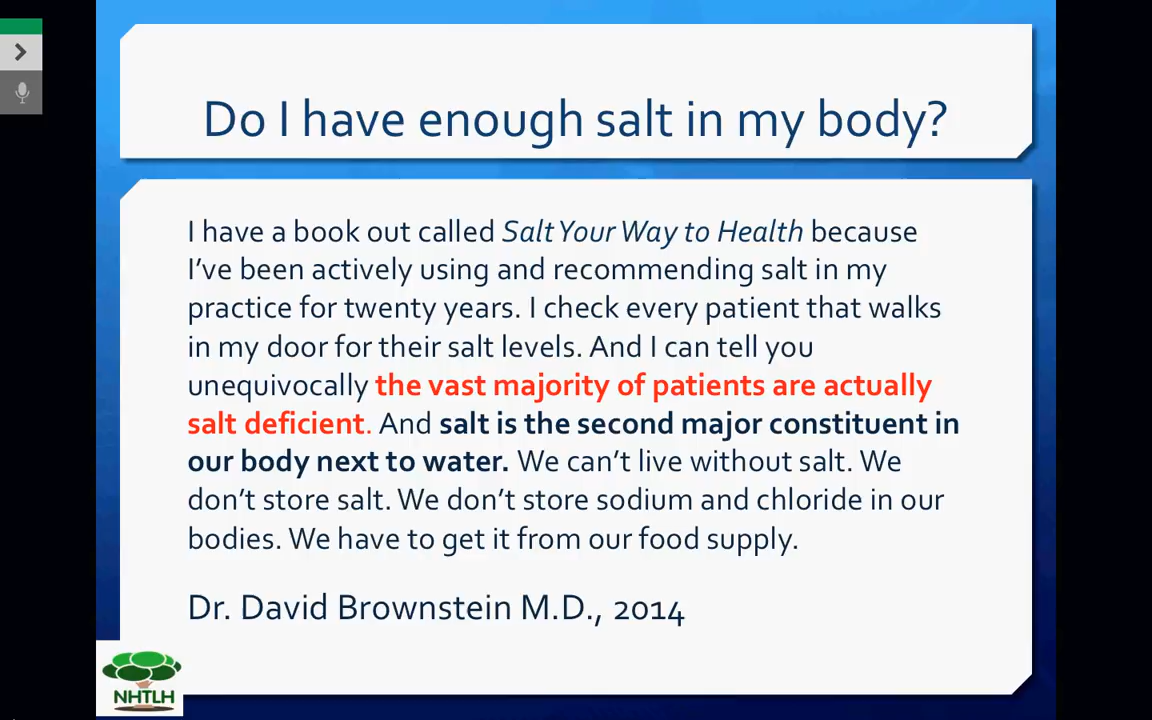 Do I have enough salt in my body?
I have a book out called Salt Your Way to Health because
I've been actively using and recommending salt in my
practice for twenty years. I check every patient that walks
in my door for their salt levels. And I can tell you
unequivocally the vast majority of patients are actually
salt deficient. And salt is the second major constituent in
our body next to water. We can't live without salt. We
don't store salt. We don't store sodium and chloride in our
bodies. We have to get it from our food supply.
Dr. David Brownstein M.D., 2014
NHTLH